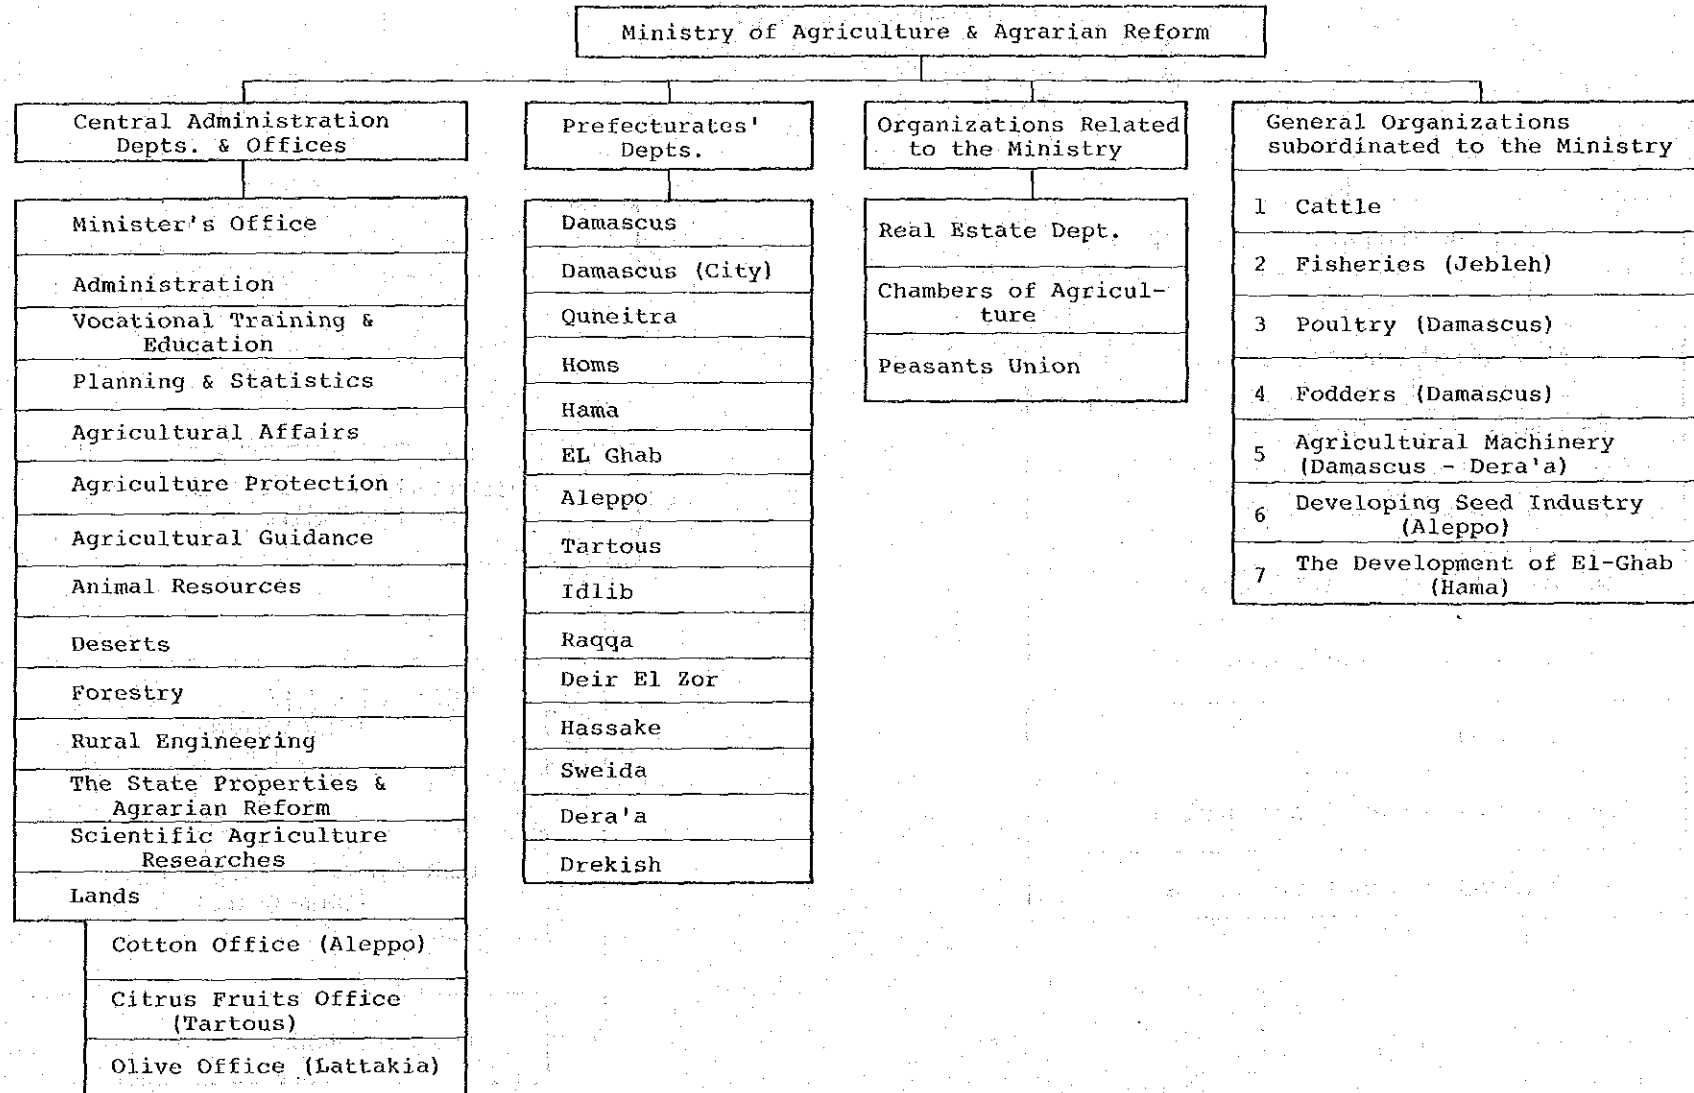 Ministry of Agriculture & Agrarian Reform
Central Administration
Depts. & Offices
Minister's Office
Administration
Vocational Training &
Education
Planning & Statistics
Agricultural Affairs
Agriculture Protection
Agricultural Guidance
Animal Resources
Deserts
Forestry
Rural Engineering
The State Properties &
Agrarian Reform
Scientific Agriculture
Researches
Lands
Cotton Office (Aleppo)
Citrus Fruits Office
(Tartous)
Olive Office (Lattakia)
Prefecturates'
Depts.
Damascus
Damascus (City)
Quneitra
Homs
Hama
EL Ghab
Aleppo
Tartous
Idlib
Raqqa
Deir El Zor
Hassake
Sweida
Dera'a
Drekish
Organizations Related
to the Ministry
Real Estate Dept.
Chambers of Agricul-
ture
Peasants Union
General Organizations
subordinated to the Ministry
1 Cattle
2 Fisheries (Jebleh)
3 Poultry (Damascus)
4 Fodders (Damascus)
5 Agricultural Machinery
(Damascus - Dera'a)
6 Developing Seed Industry
(Aleppo)
7 The Development of El-Ghab
(Hama)